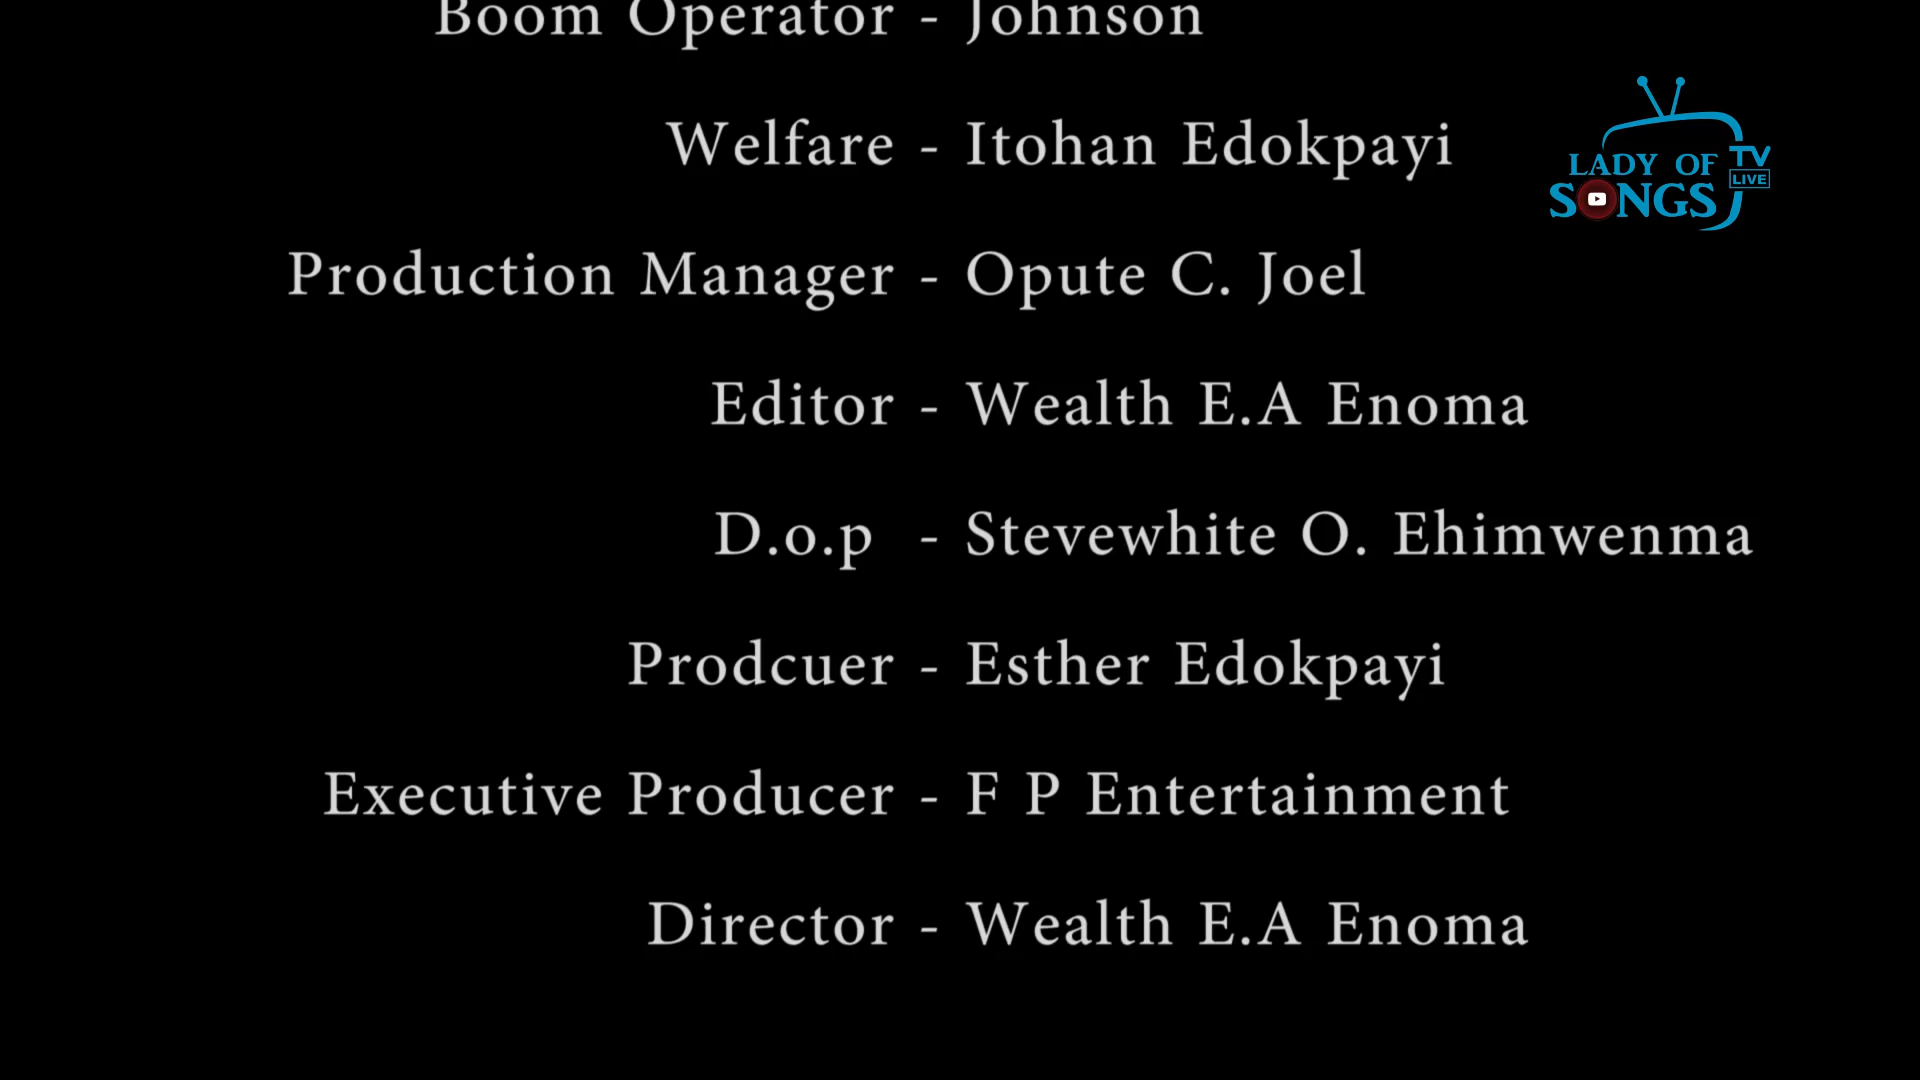 Boom Operator - Johnson
Welfare - Itohan Edokpayi
Production Manager - Opute C. Joel
Editor - Wealth E.A Enoma
D.o.p - Stevewhite O. Ehimwenma
Prodcuer - Esther Edokpayi
Executive Producer - F P Entertainment
Director - Wealth E.A Enoma
LADY OF TV
SONGS LIVE